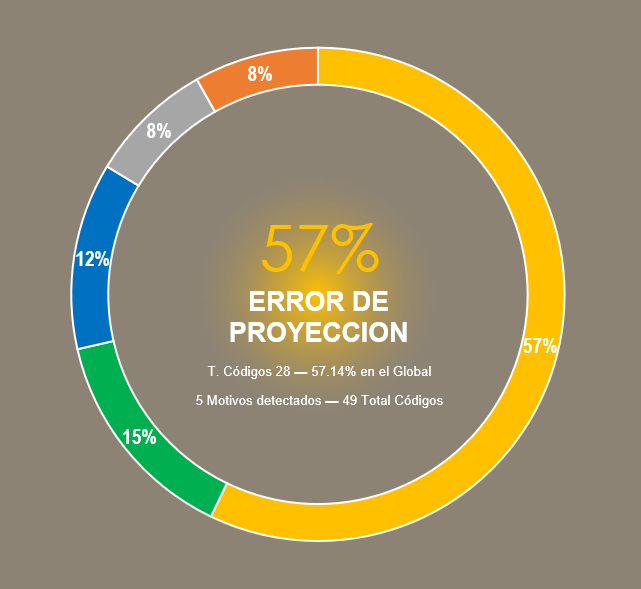 8%
8%
12%
57%
ERROR DE
PROYECCION
57%
T. Códigos 28 — 57.14% en el Global
5 Motivos detectados — 49 Total Códigos
15%